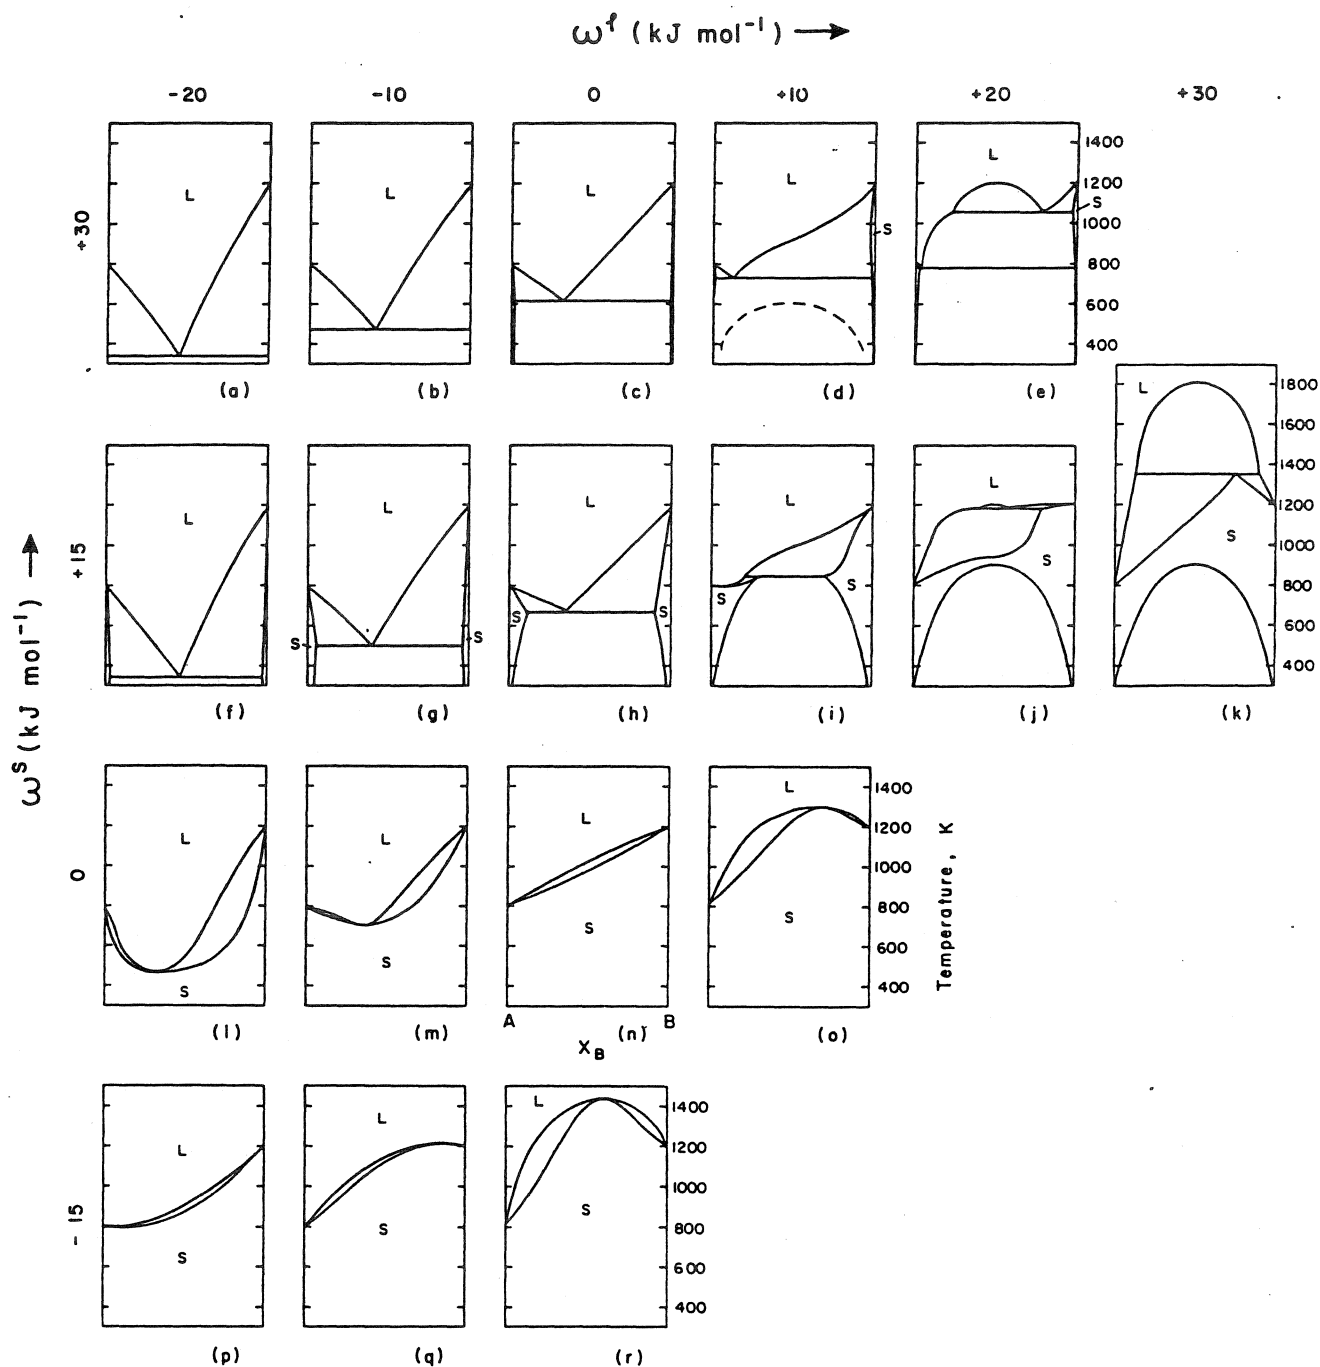 ω^ℓ (kJ mol⁻¹) →
-20 -10 0 +10 +20 +30
ω^S (kJ mol⁻¹) →
+30
L L L L L
S S
1400
1200
1000
800
600
400
(a) (b) (c) (d) (e)
+15
L L L L L L
S S S S S S S S
1800
1600
1400
1200
1000
800
600
400
(f) (g) (h) (i) (j) (k)
0
L L L L
S S S S
1400
1200
1000
800
600
400
Temperature, K
A B
X_B
(l) (m) (n) (o)
-15
L L L
S S S
1400
1200
1000
800
600
400
(p) (q) (r)